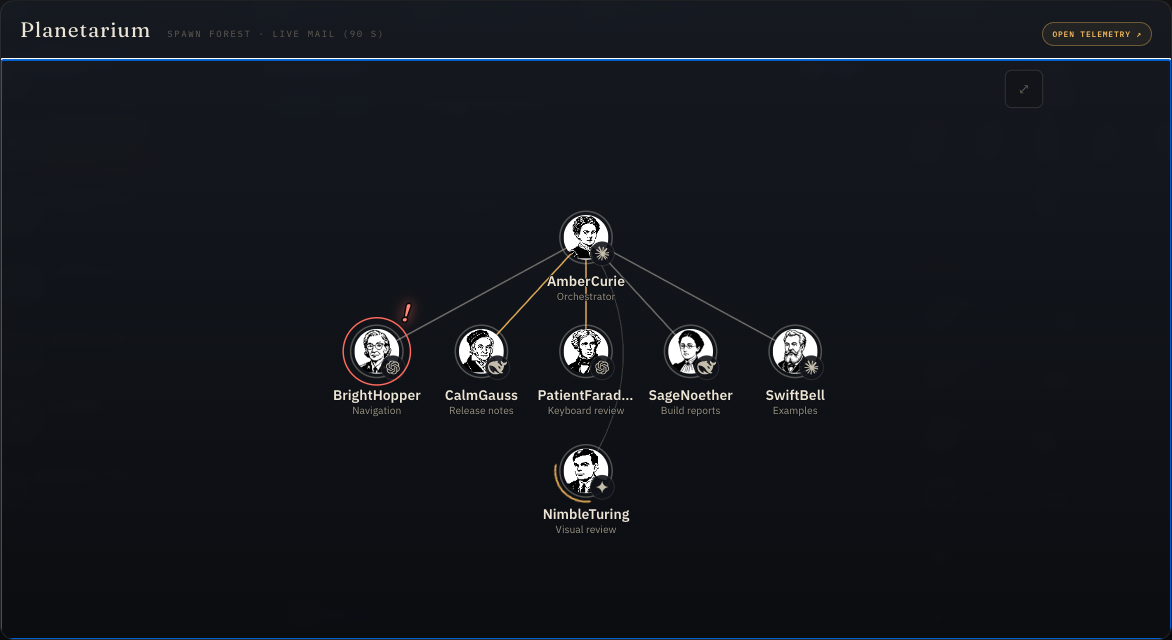 Planetarium
SPAWN FOREST · LIVE MAIL (90 S)
OPEN TELEMETRY ↗
AmberCurie
Orchestrator
!
BrightHopper
Navigation
CalmGauss
Release notes
PatientFarad...
Keyboard review
SageNoether
Build reports
SwiftBell
Examples
NimbleTuring
Visual review